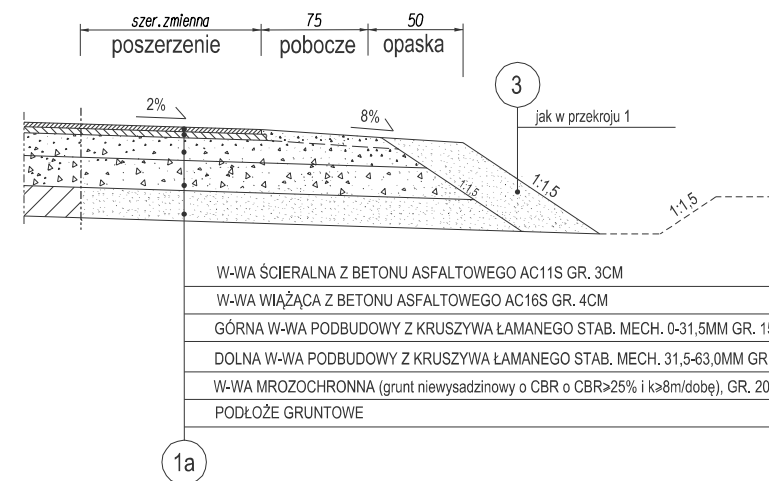 szer.zmienna 75 50
poszerzenie pobocze opaska
3
2%
8%
jak w przekroju 1
1:1,5
1:1,5
1:1,5
W-WA ŚCIERALNA Z BETONU ASFALTOWEGO AC11S GR. 3CM
W-WA WIĄŻĄCA Z BETONU ASFALTOWEGO AC16S GR. 4CM
GÓRNA W-WA PODBUDOWY Z KRUSZYWA ŁAMANEGO STAB. MECH. 0-31,5MM GR. 15
DOLNA W-WA PODBUDOWY Z KRUSZYWA ŁAMANEGO STAB. MECH. 31,5-63,0MM GR
W-WA MROZOCHRONNA (grunt niewysadzinowy o CBR o CBR≥25% i k≥8m/dobę), GR. 20
PODŁOŻE GRUNTOWE
1a